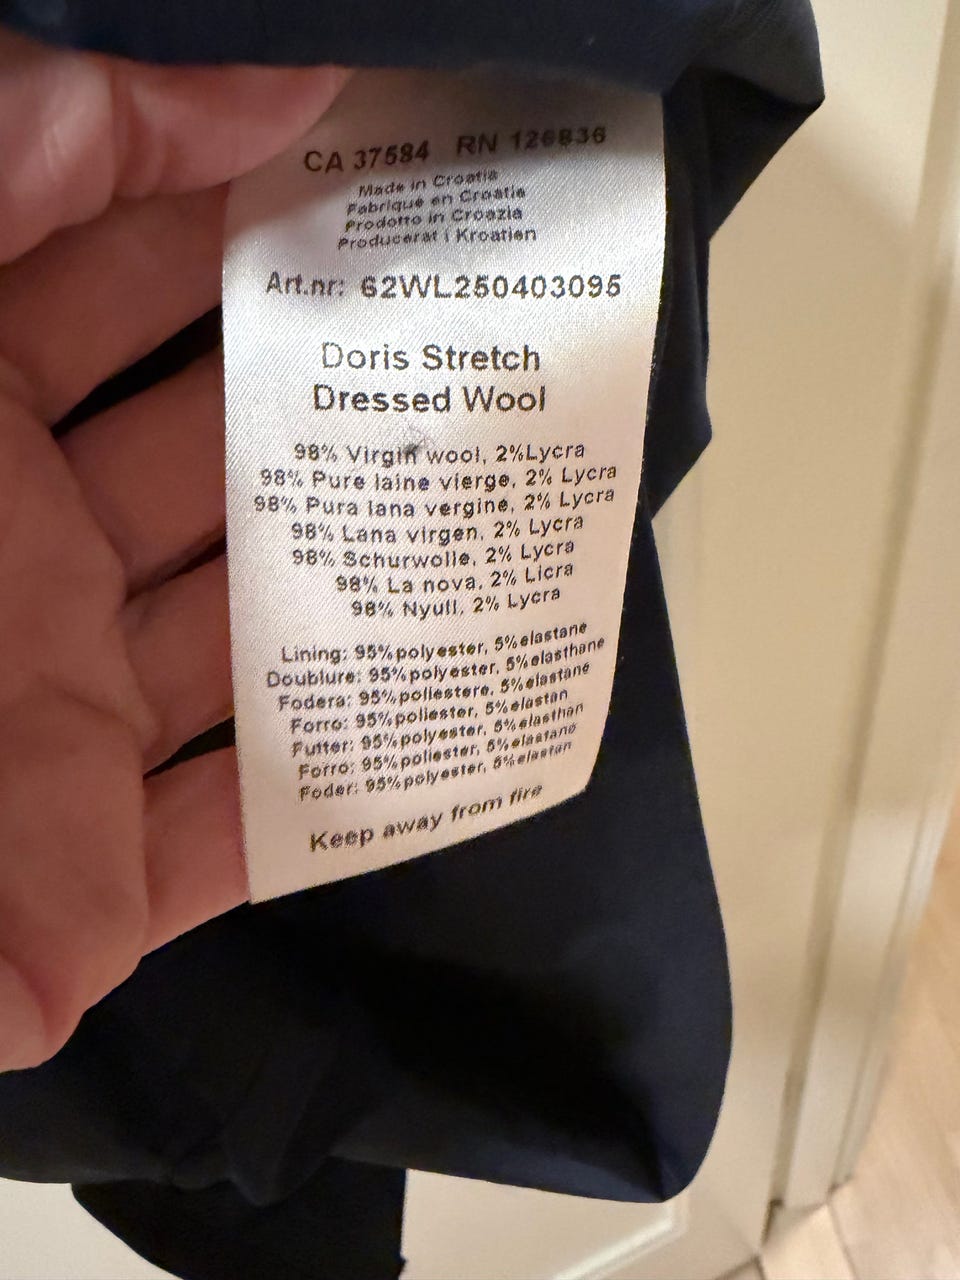 CA 37584 RN 126836
Made in Croatia
Fabrique en Croatie
Prodotto in Croazia
Producerat i Kroatien
Art.nr: 62WL250403095
Doris Stretch
Dressed Wool
98% Virgin wool, 2%Lycra
98% Pure laine vierge, 2% Lycra
98% Pura lana vergine, 2% Lycra
98% Lana virgen, 2% Lycra
98% Schurwolle, 2% Lycra
98% La nova, 2% Licra
98% Nyull, 2% Lycra
Lining: 95%polyester, 5%elastane
Doublure: 95%polyester, 5%elasthane
Fodera: 95%poliestere, 5%elastane
Forro: 95%poliester, 5%elastan
Futter: 95%polyester, 5%elasthan
Forro: 95%poliester, 5%elastano
Foder: 95%polyester, 5%elastan
Keep away from fire